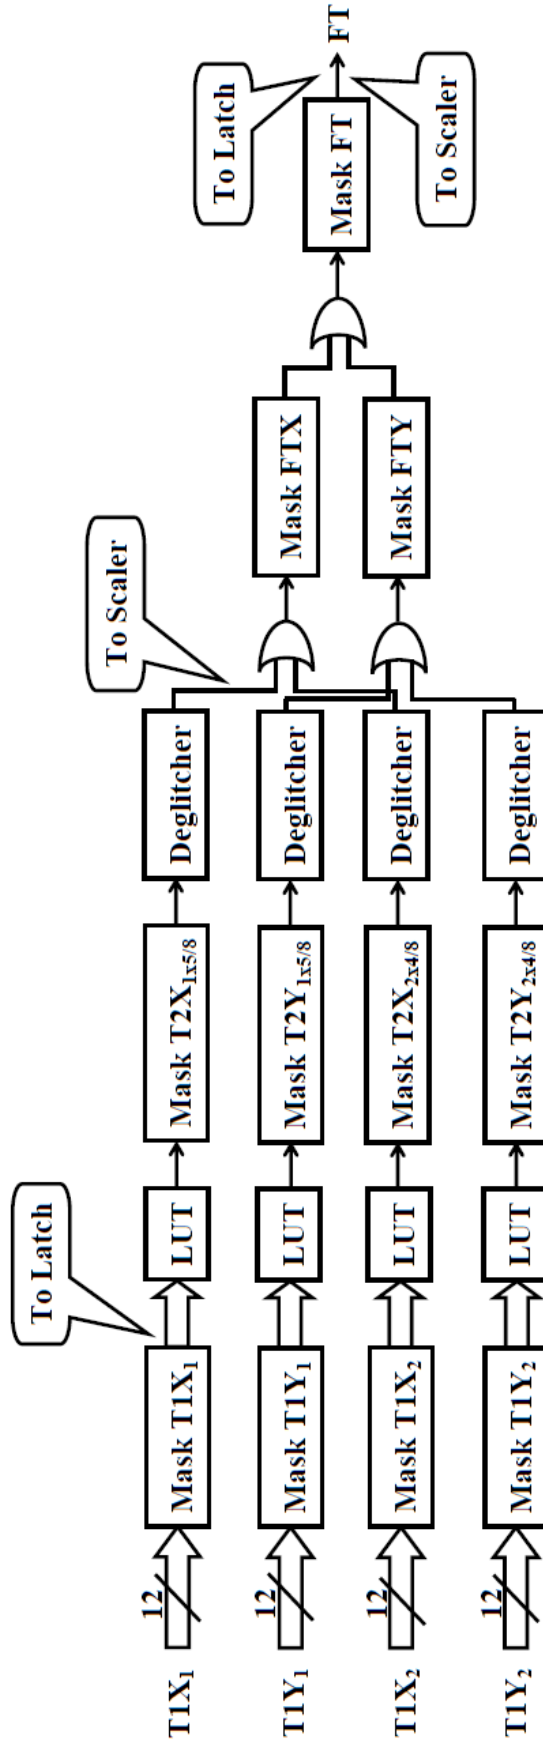 To Latch
To Scaler
To Latch
T1X₁
12
Mask T1X₁
LUT
Mask T2X₁ₓ₅/₈
Deglitcher
T1Y₁
12
Mask T1Y₁
LUT
Mask T2Y₁ₓ₅/₈
Deglitcher
Mask FTX
T1X₂
12
Mask T1X₂
LUT
Mask T2X₂ₓ₄/₈
Deglitcher
Mask FTY
T1Y₂
12
Mask T1Y₂
LUT
Mask T2Y₂ₓ₄/₈
Deglitcher
Mask FT
FT
To Scaler